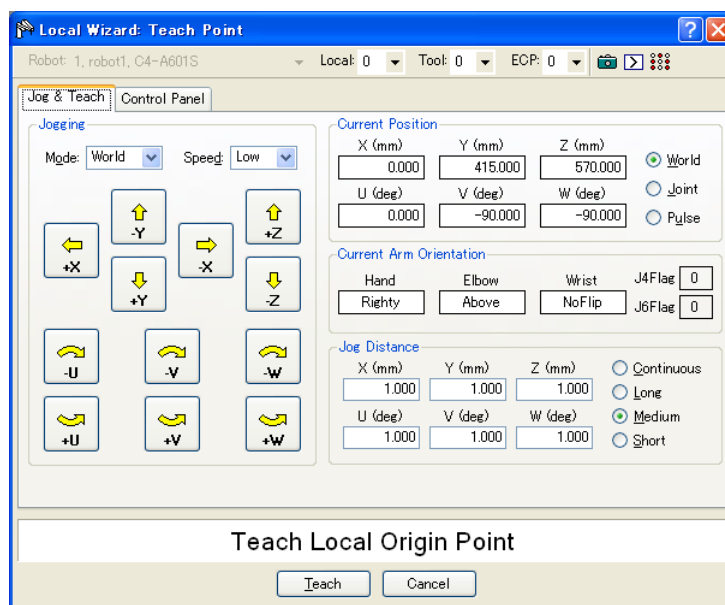 Local Wizard: Teach Point
Robot: 1, robot1, C4-A601S Local: 0 Tool: 0 ECP: 0
Jog & Teach Control Panel
Jogging
Mode: World Speed: Low
+X -Y +Y -X +Z -Z
-U -V -W
+U +V +W
Current Position
X (mm) Y (mm) Z (mm)
0.000 415.000 570.000
U (deg) V (deg) W (deg)
0.000 -90.000 -90.000
World
Joint
Pulse
Current Arm Orientation
Hand Elbow Wrist
Righty Above NoFlip
J4Flag 0
J6Flag 0
Jog Distance
X (mm) Y (mm) Z (mm)
1.000 1.000 1.000
U (deg) V (deg) W (deg)
1.000 1.000 1.000
Continuous
Long
Medium
Short
Teach Local Origin Point
Teach Cancel